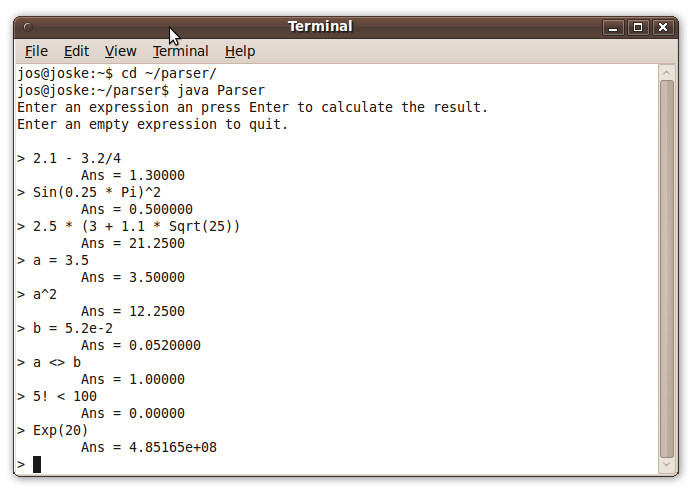 Terminal
File Edit View Terminal Help
jos@joske:~$ cd ~/parser/
jos@joske:~/parser$ java Parser
Enter an expression an press Enter to calculate the result.
Enter an empty expression to quit.
> 2.1 - 3.2/4
Ans = 1.30000
> Sin(0.25 * Pi)^2
Ans = 0.500000
> 2.5 * (3 + 1.1 * Sqrt(25))
Ans = 21.2500
> a = 3.5
Ans = 3.50000
> a^2
Ans = 12.2500
> b = 5.2e-2
Ans = 0.0520000
> a <> b
Ans = 1.00000
> 5! < 100
Ans = 0.00000
> Exp(20)
Ans = 4.85165e+08
>